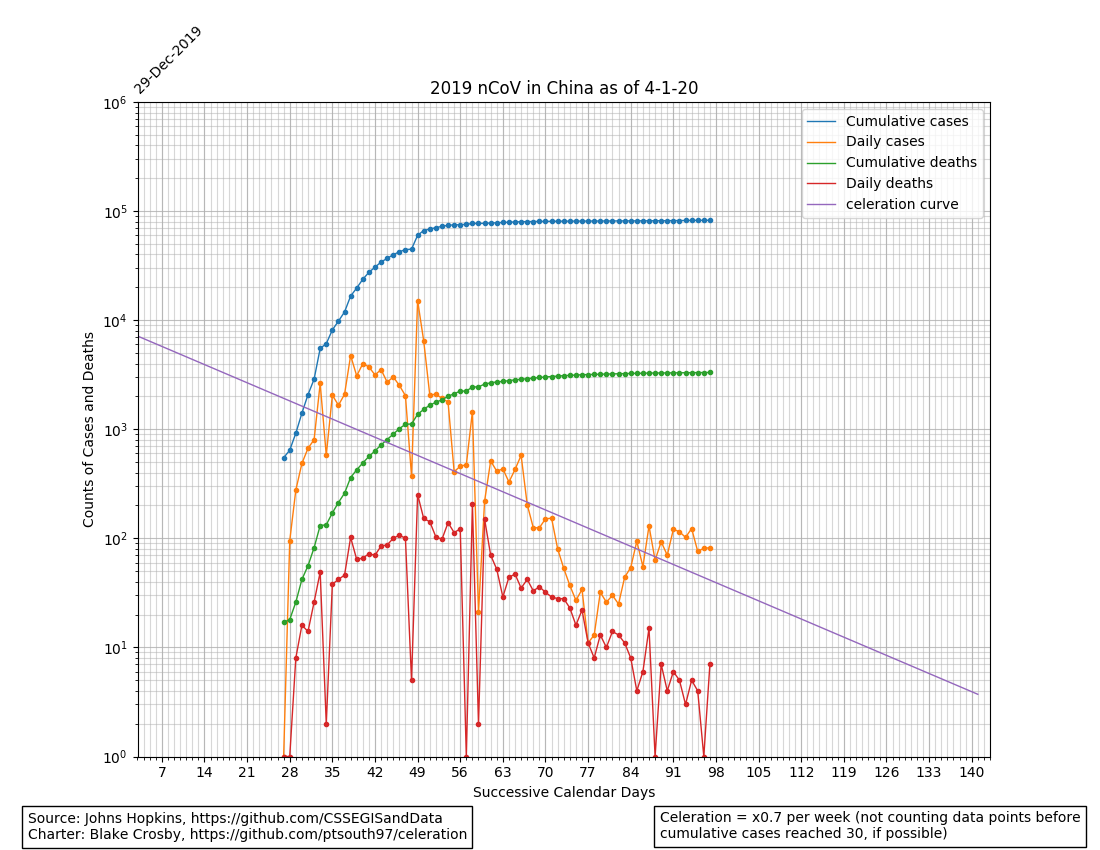 29-Dec-2019
2019 nCoV in China as of 4-1-20
10^6
10^5
10^4
10^3
10^2
10^1
10^0
Counts of Cases and Deaths
Cumulative cases
Daily cases
Cumulative deaths
Daily deaths
celeration curve
7 14 21 28 35 42 49 56 63 70 77 84 91 98 105 112 119 126 133 140
Successive Calendar Days
Source: Johns Hopkins, https://github.com/CSSEGISandData
Charter: Blake Crosby, https://github.com/ptsouth97/celeration
Celeration = x0.7 per week (not counting data points before
cumulative cases reached 30, if possible)